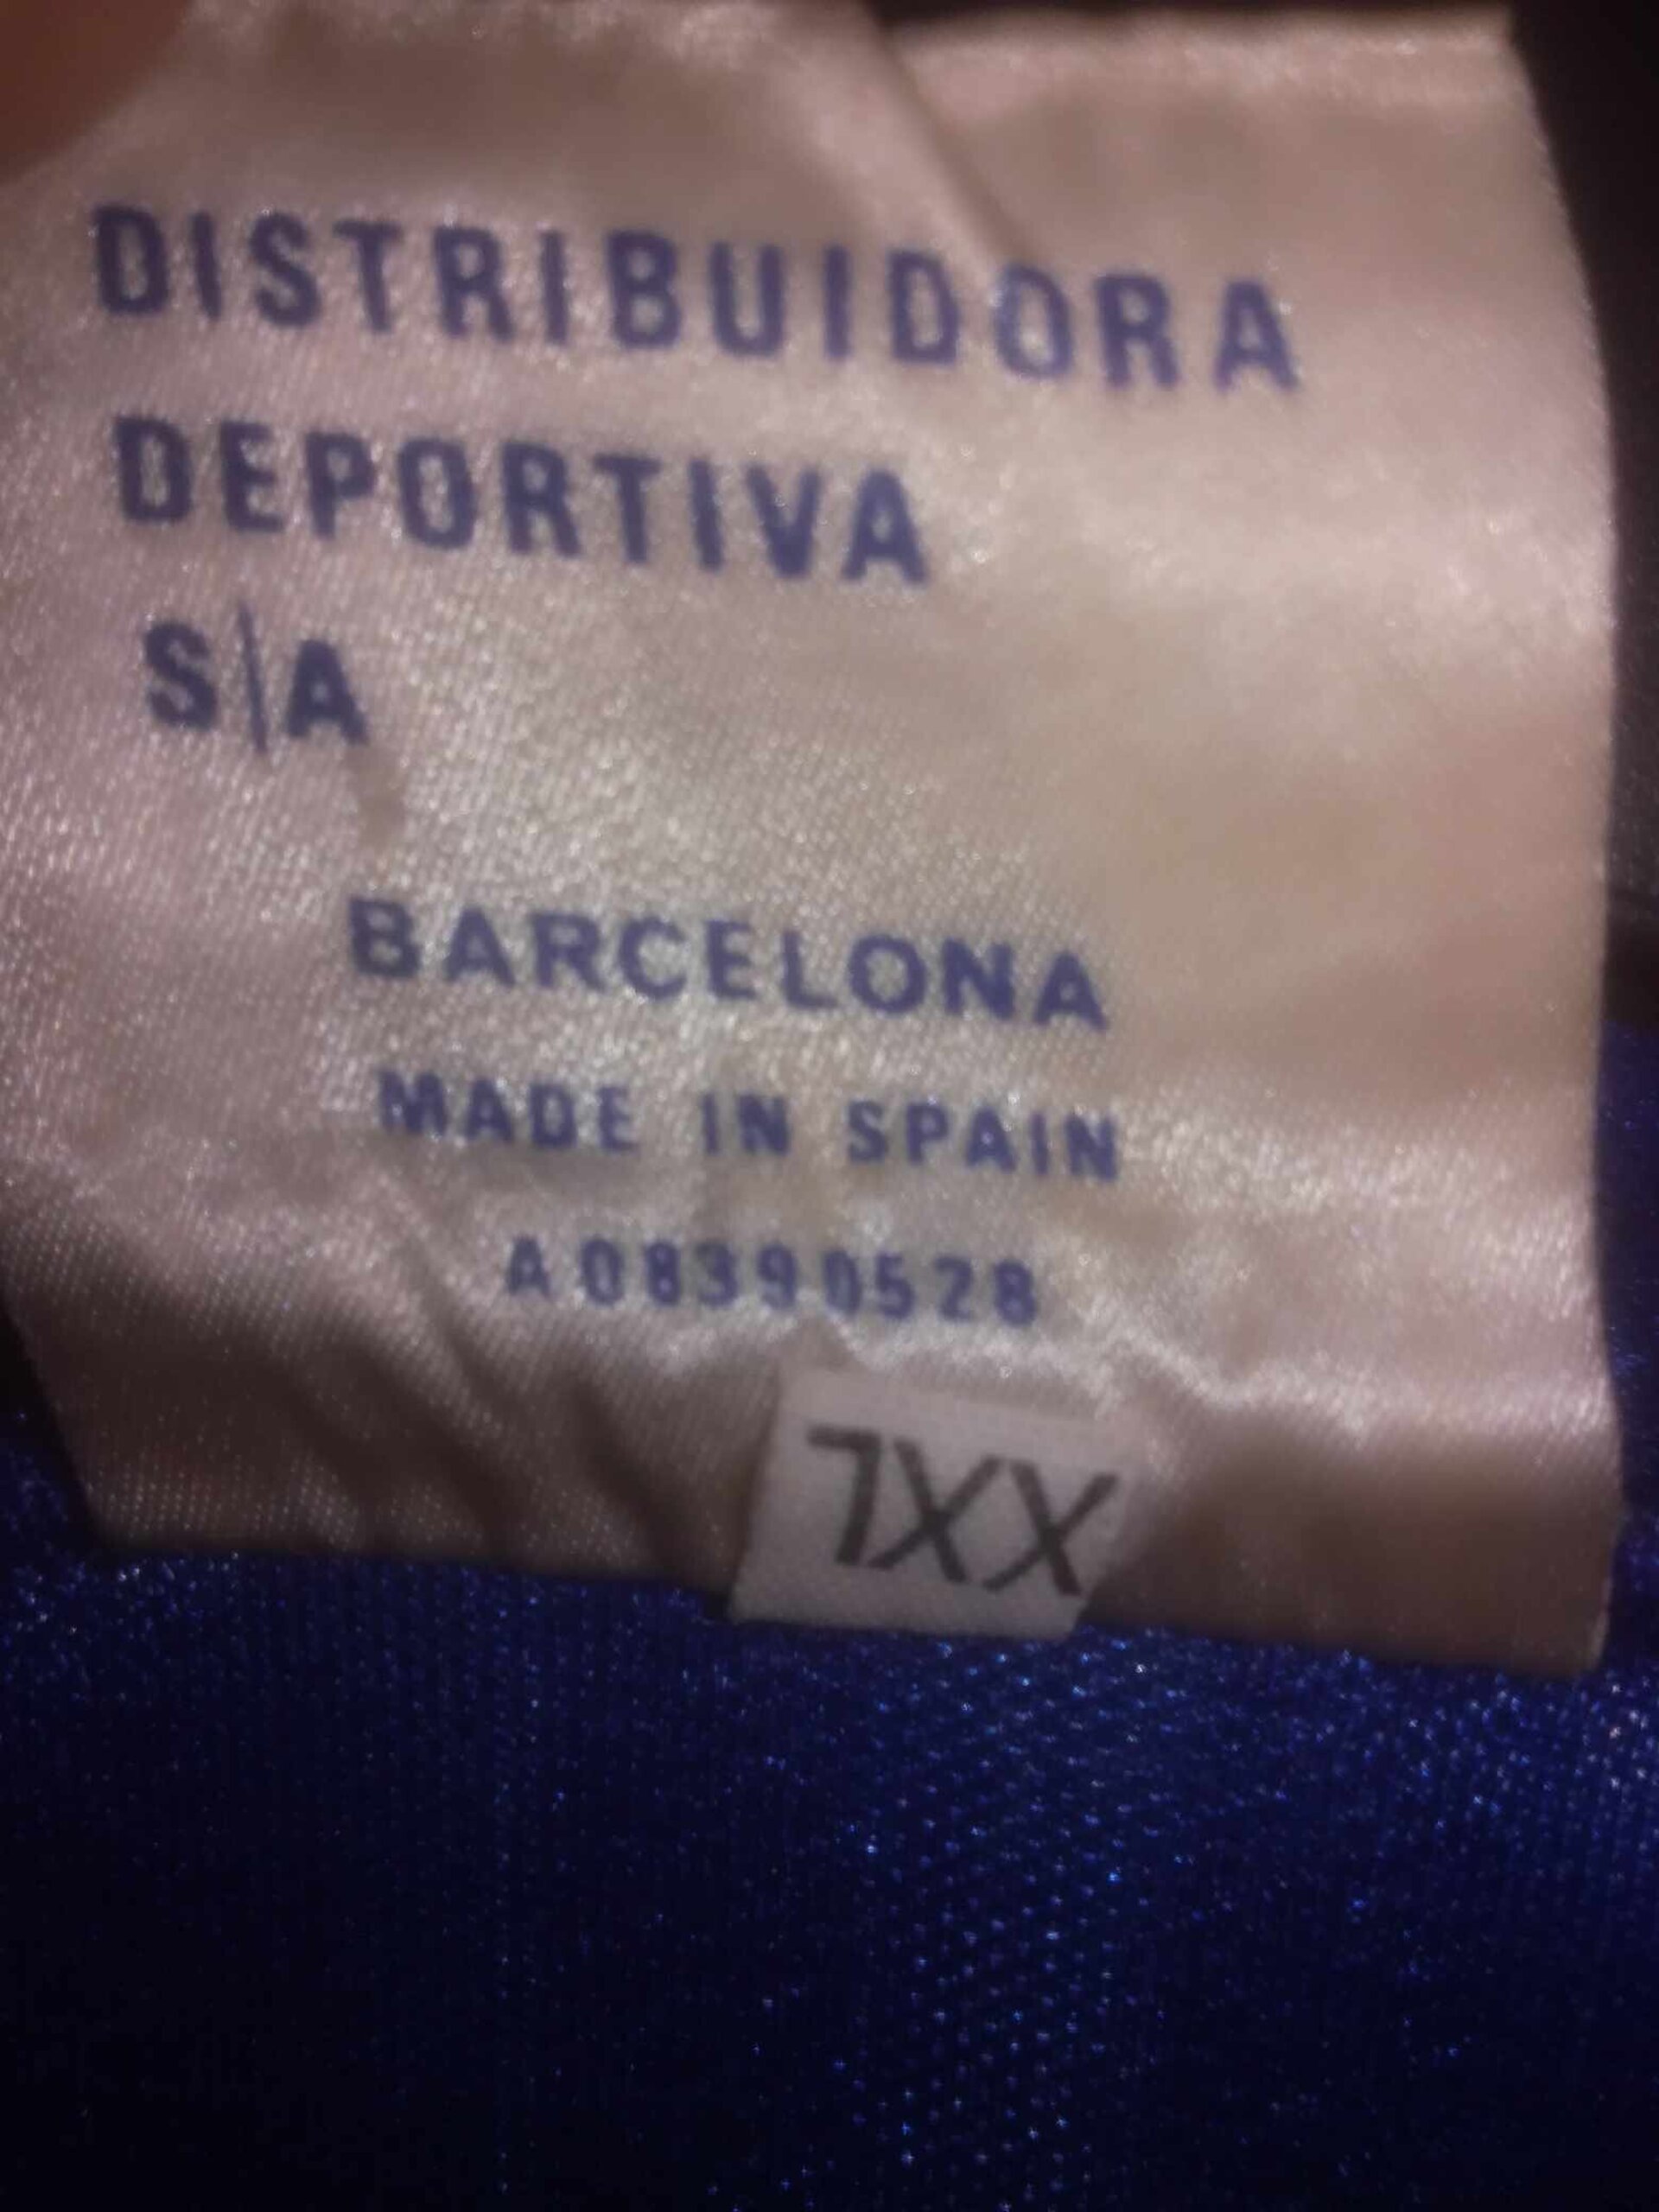 DISTRIBUIDORA
DEPORTIVA
S/A
BARCELONA
MADE IN SPAIN
A08390528
XXL